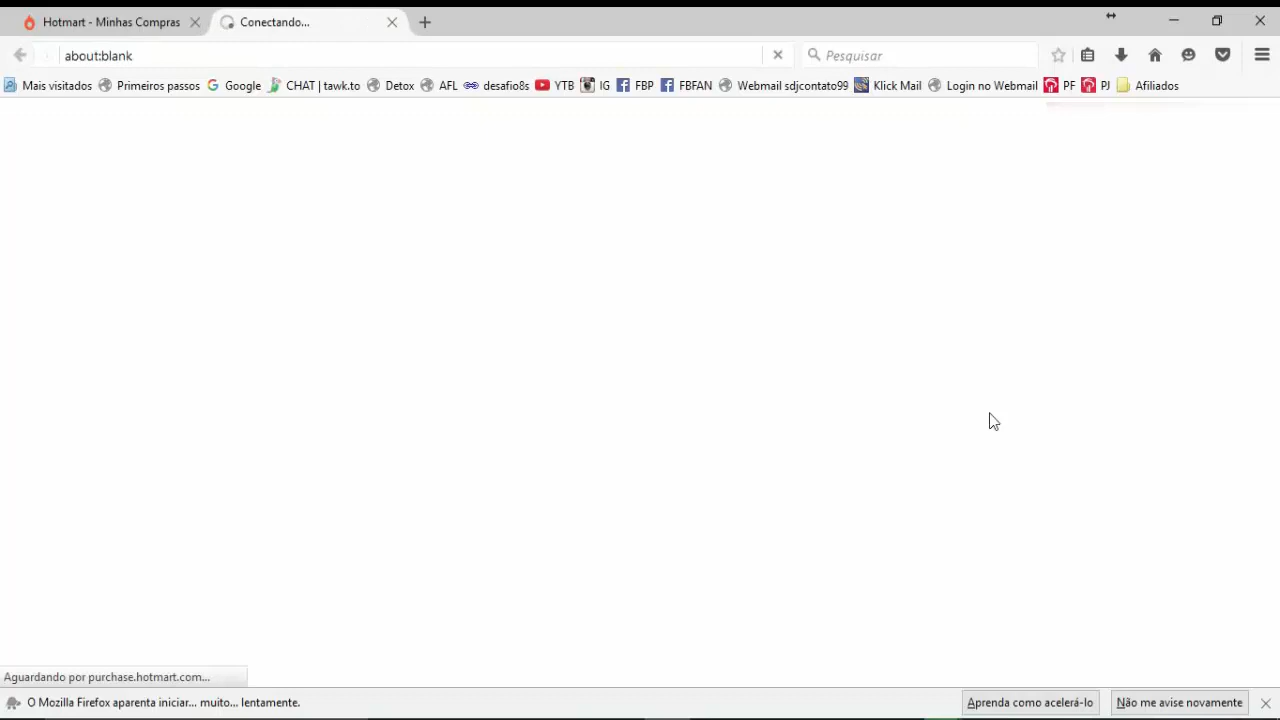 Hotmart - Minhas Compras Conectando...
about:blank Pesquisar
Mais visitados Primeiros passos Google CHAT | tawk.to Detox AFL desafio8s YTB IG FBP FBFAN Webmail sdjcontato99 Klick Mail Login no Webmail PF PJ Afiliados
Aguardando por purchase.hotmart.com...
O Mozilla Firefox aparenta iniciar... muito... lentamente. Aprenda como acelerá-lo Não me avise novamente